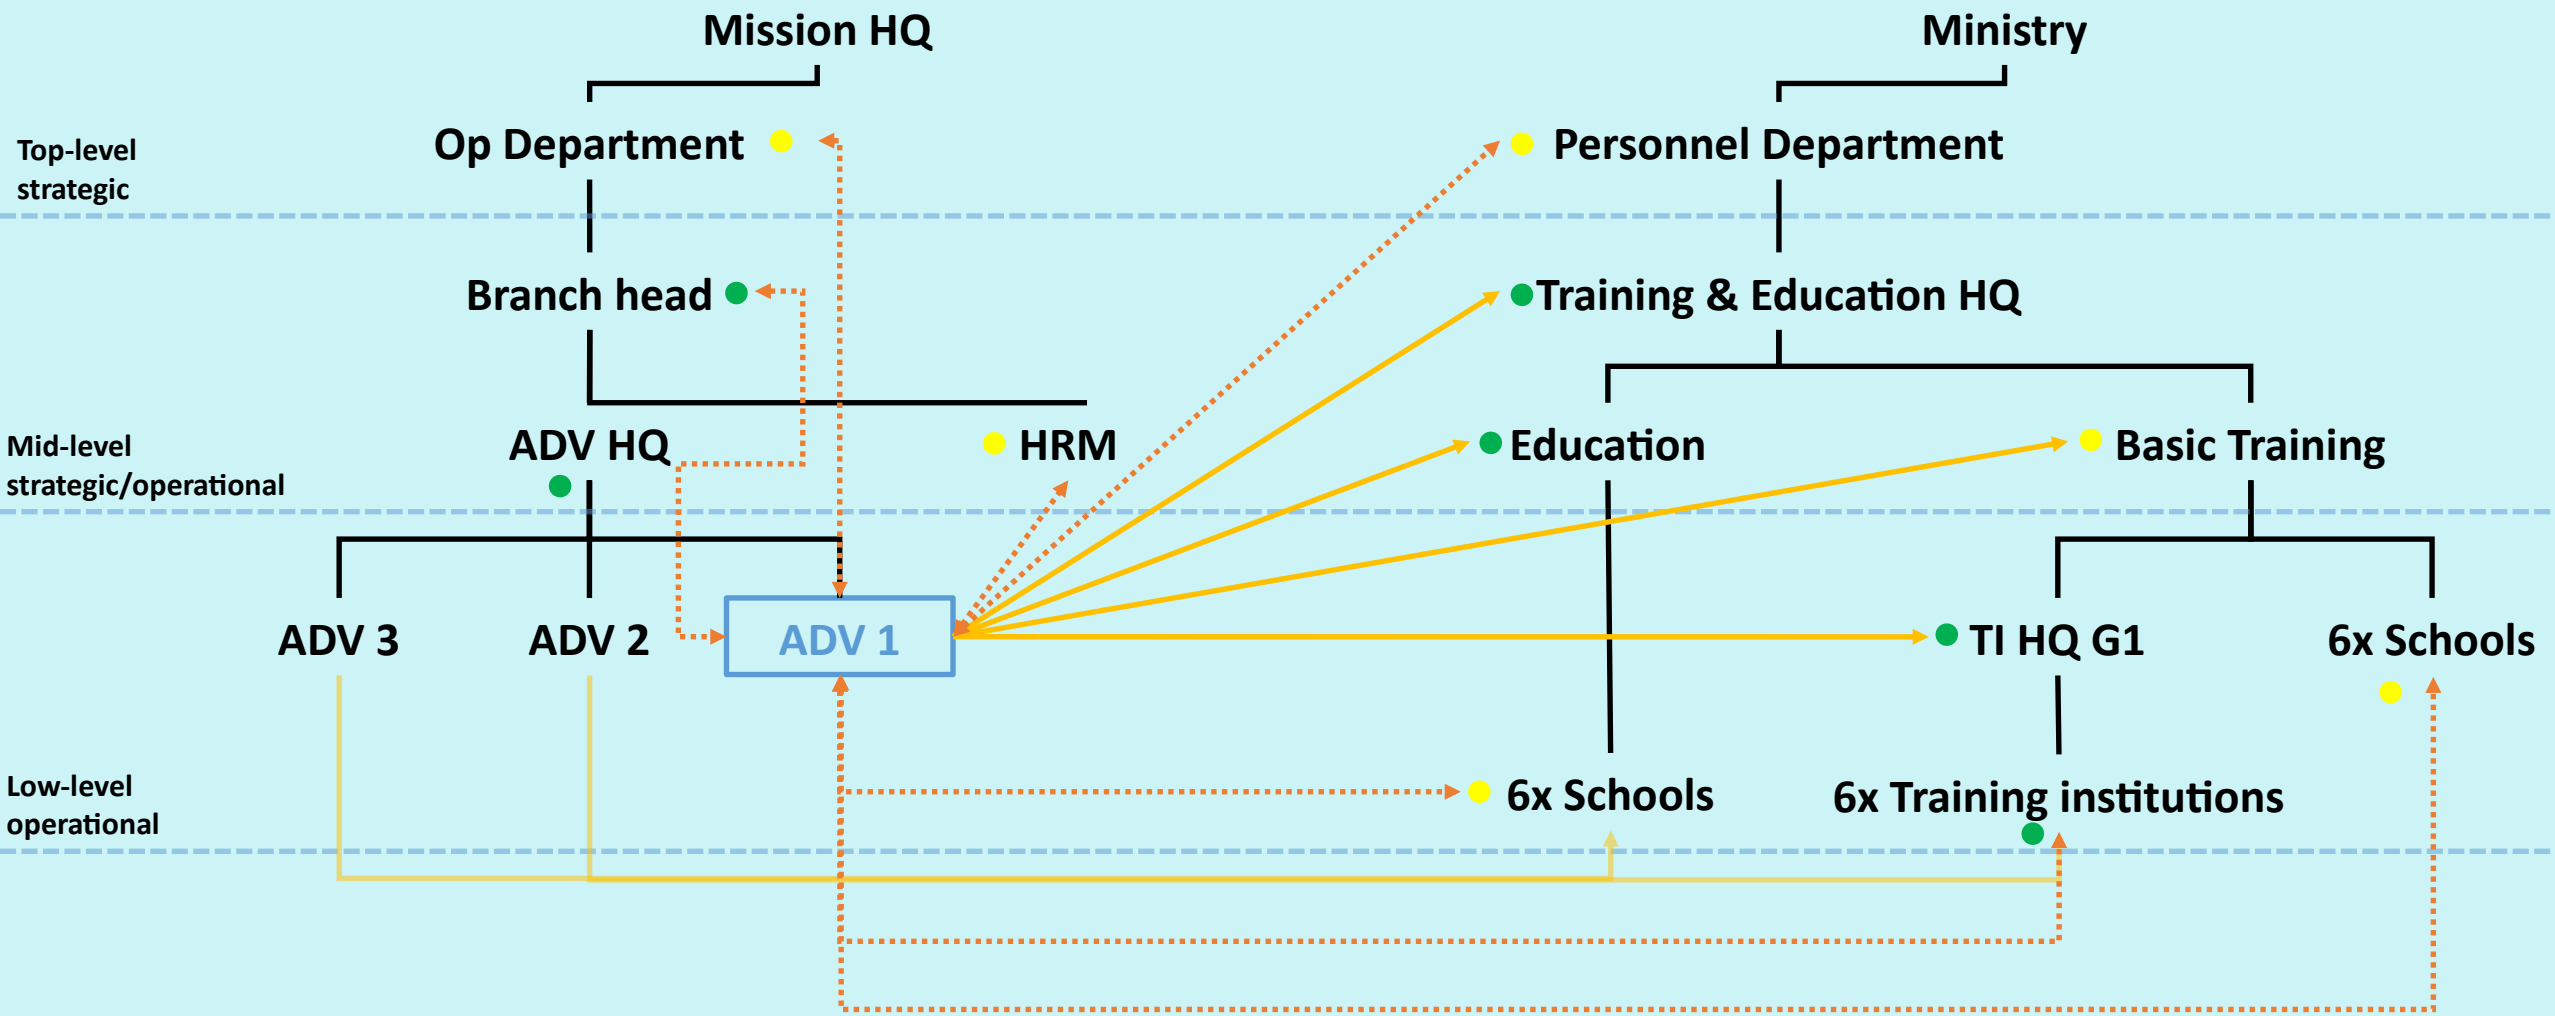 Mission HQ
Ministry
Top-level
strategic
Op Department
Personnel Department
Branch head
Training & Education HQ
Mid-level
strategic/operational
ADV HQ
HRM
Education
Basic Training
ADV 3
ADV 2
ADV 1
TI HQ G1
6x Schools
Low-level
operational
6x Schools
6x Training institutions